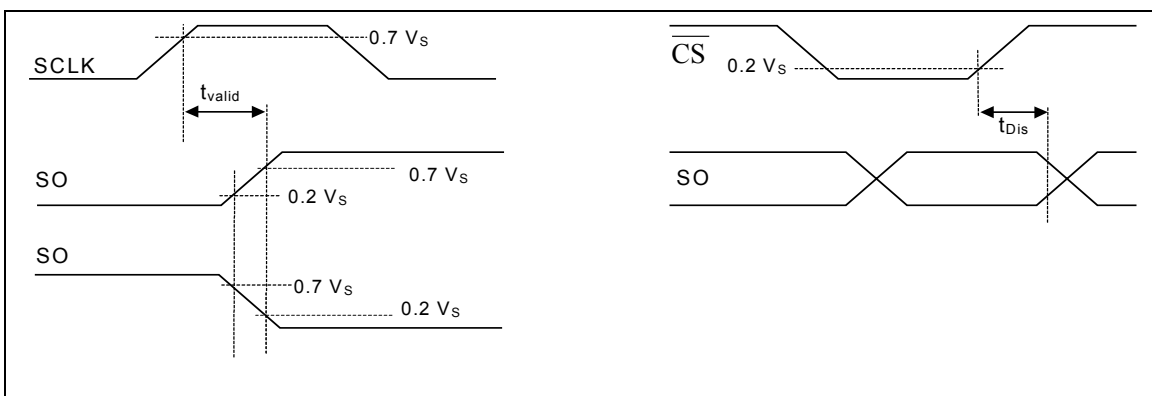 0.7 VS
SCLK
tvalid
SO
0.7 VS
0.2 VS
SO
0.7 VS
0.2 VS
CS
0.2 VS
tDis
SO